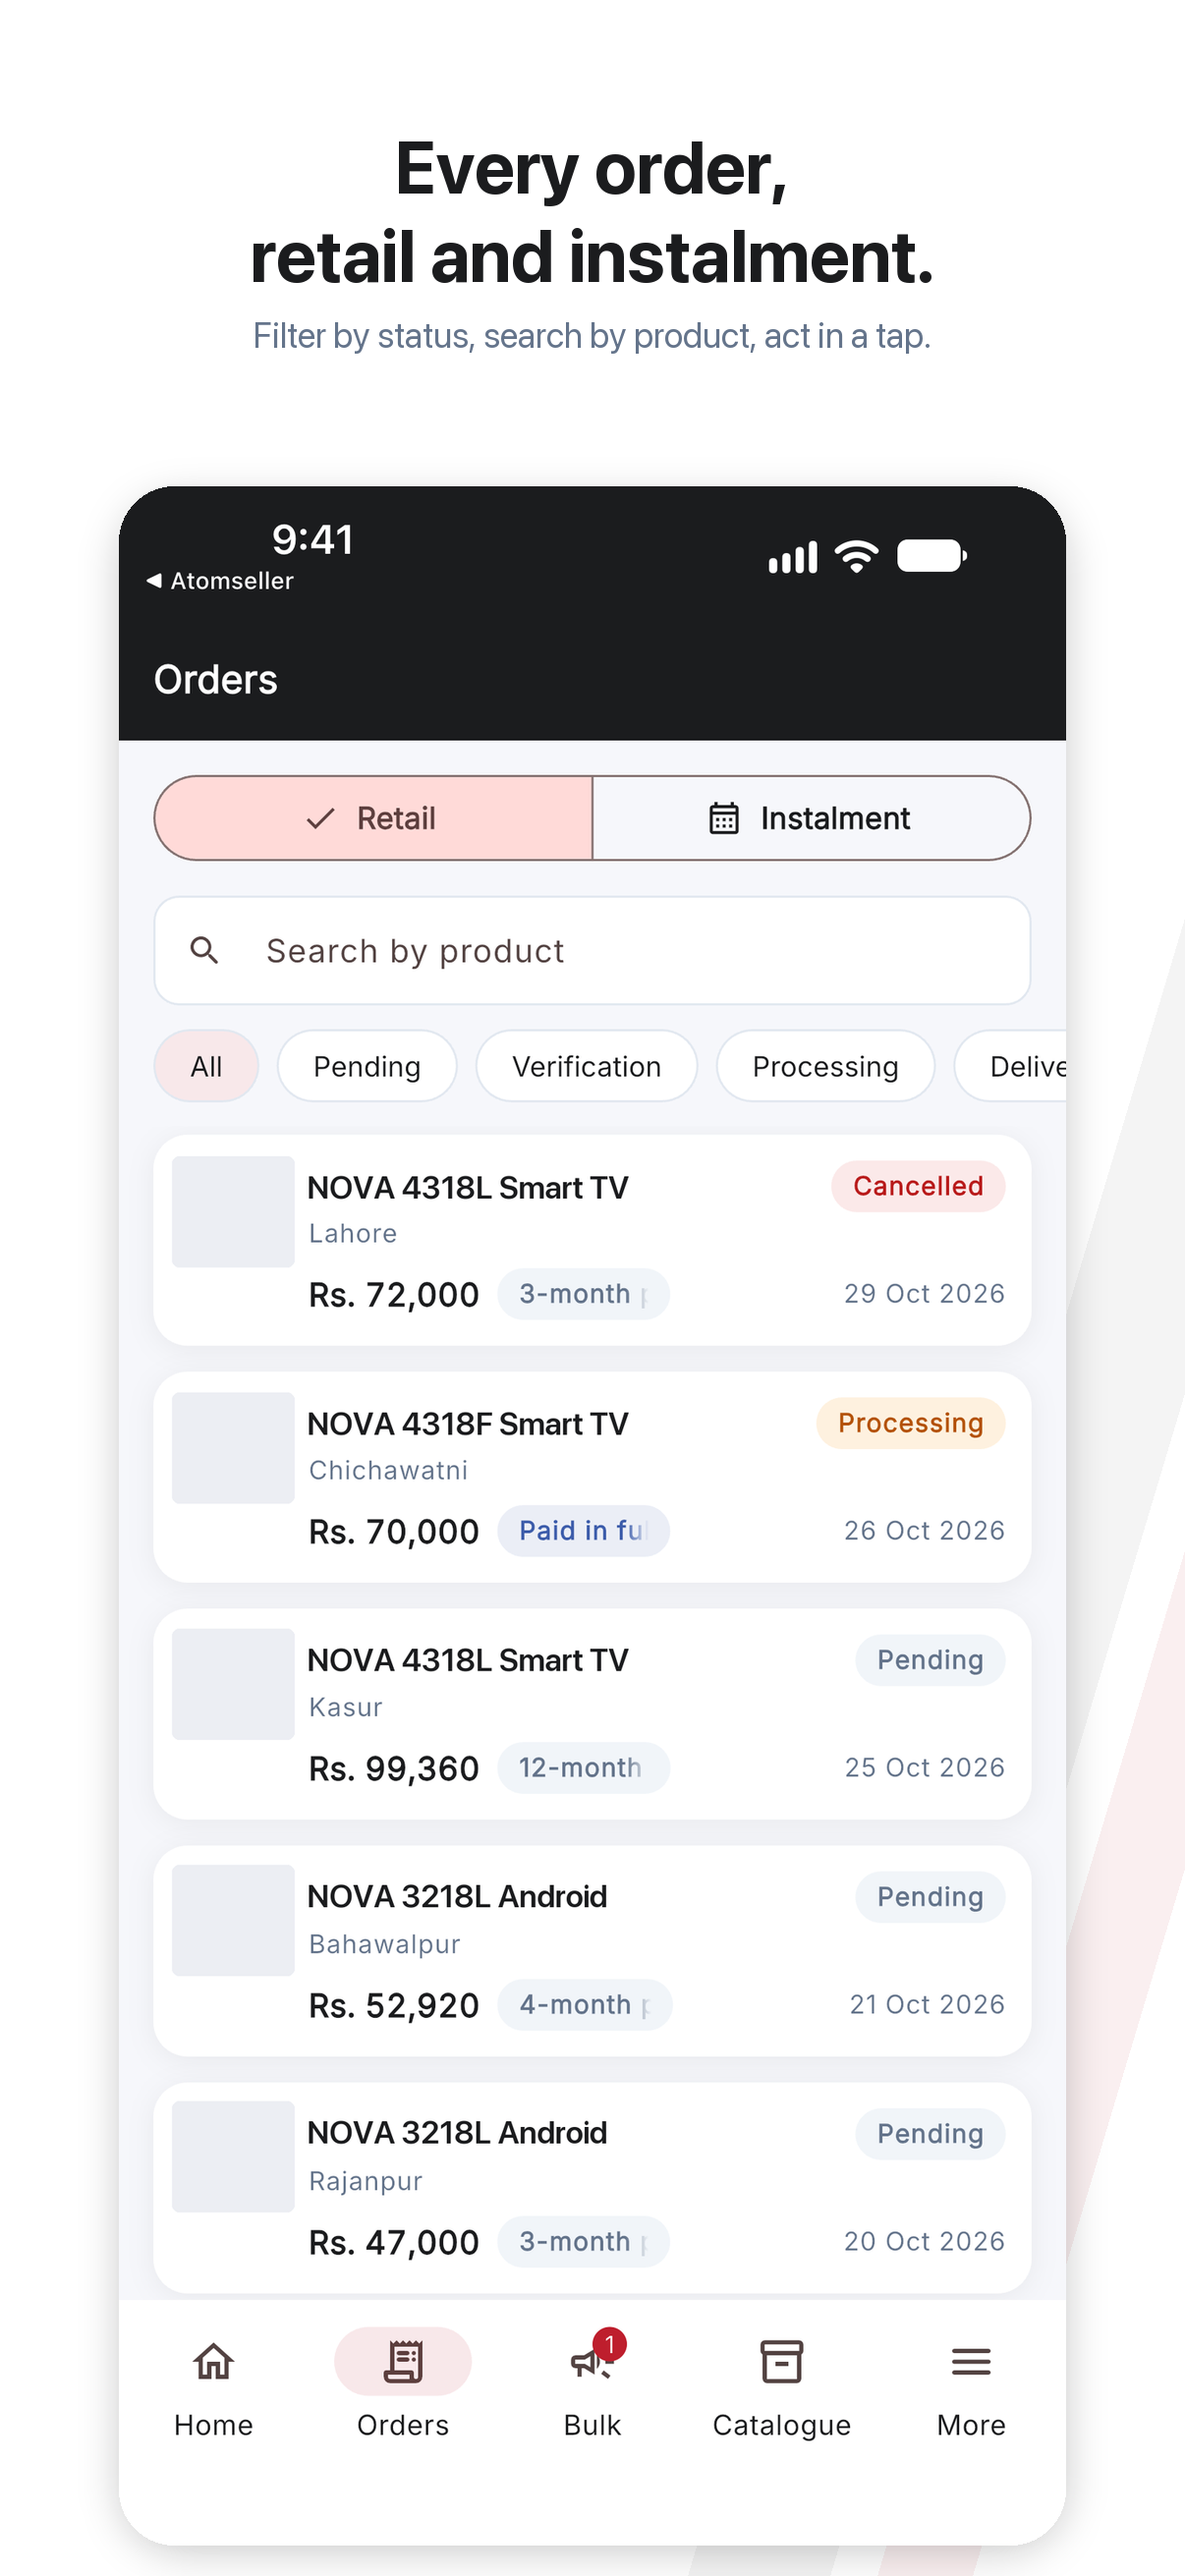 Every order,
retail and instalment.
Filter by status, search by product, act in a tap.
9:41
Atomseller
Orders
Retail
Instalment
Search by product
All
Pending
Verification
Processing
Delive
NOVA 4318L Smart TV
Cancelled
Lahore
Rs. 72,000
3-month
29 Oct 2026
NOVA 4318F Smart TV
Processing
Chichawatni
Rs. 70,000
Paid in ful
26 Oct 2026
NOVA 4318L Smart TV
Pending
Kasur
Rs. 99,360
12-month
25 Oct 2026
NOVA 3218L Android
Pending
Bahawalpur
Rs. 52,920
4-month p
21 Oct 2026
NOVA 3218L Android
Pending
Rajanpur
Rs. 47,000
3-month
20 Oct 2026
1
Home
Orders
Bulk
Catalogue
More